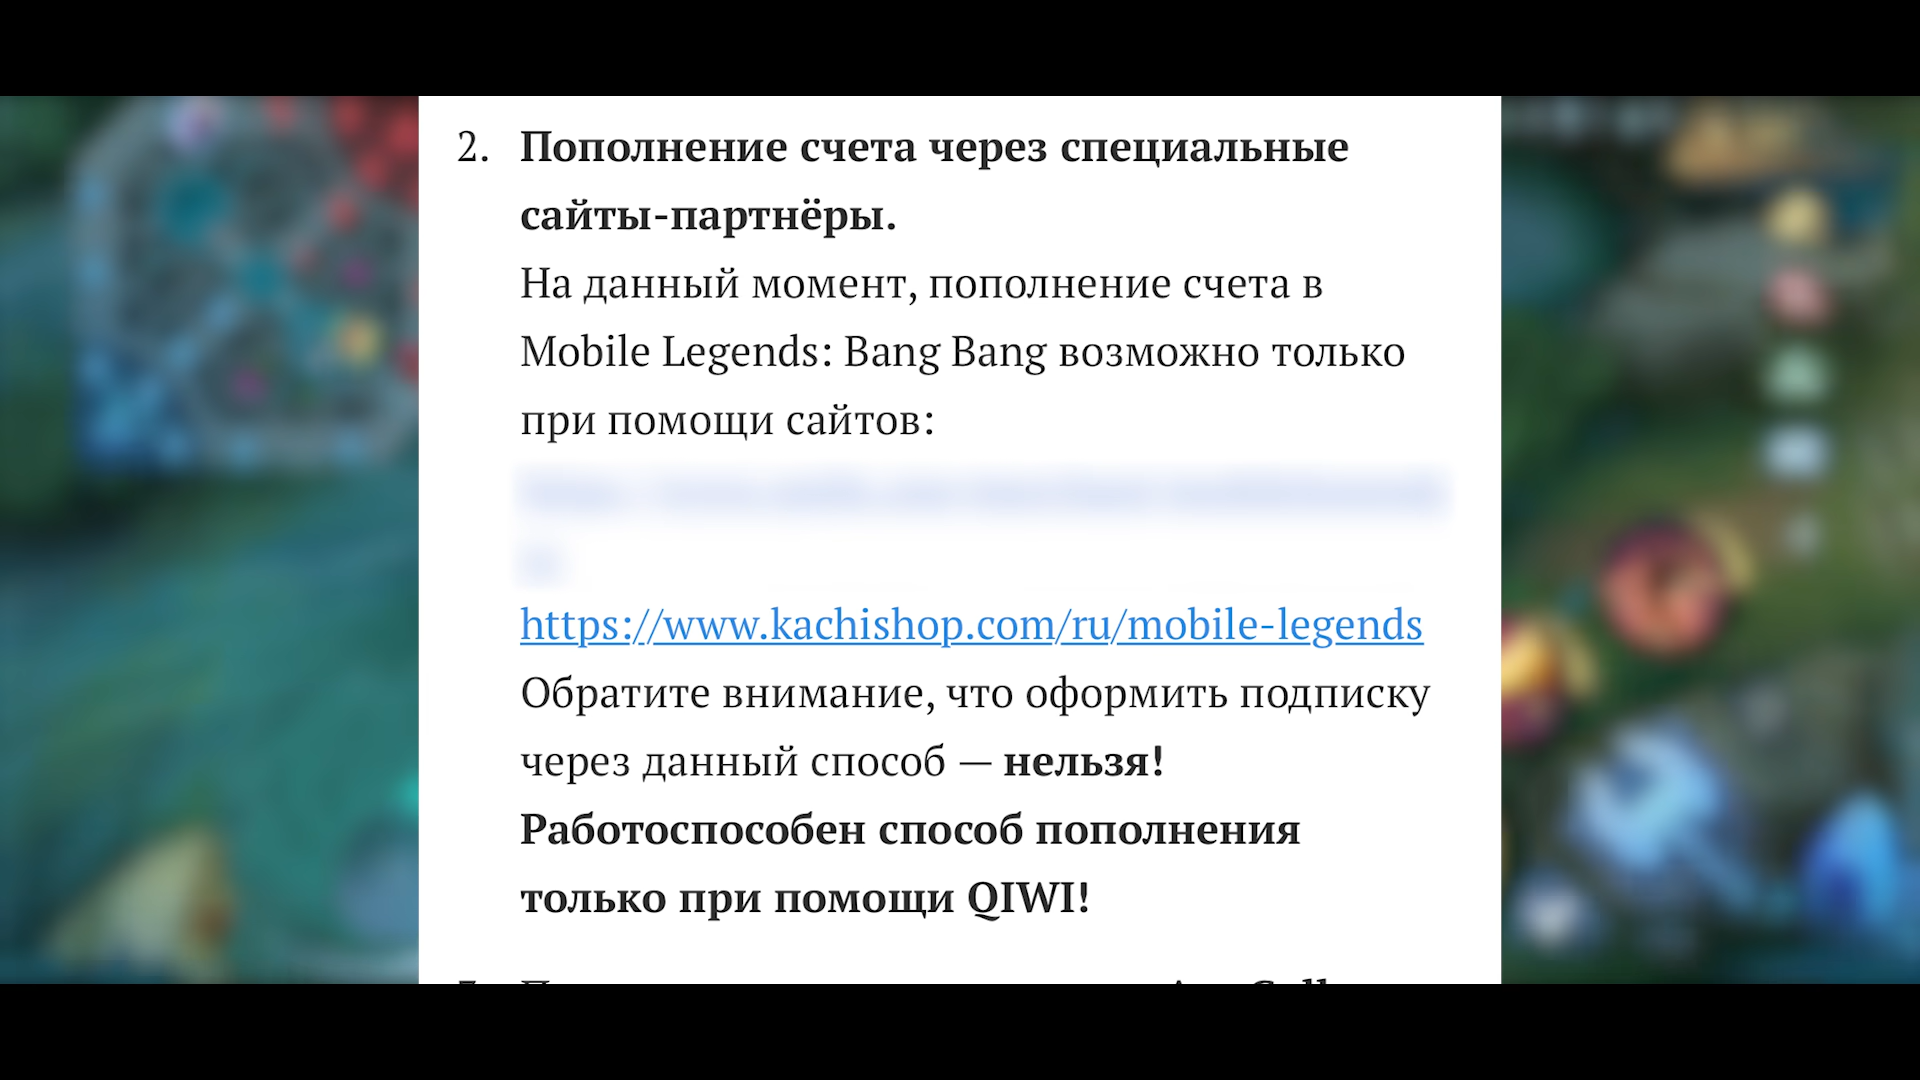 2. Пополнение счета через специальные
сайты-партнёры.
На данный момент, пополнение счета в
Mobile Legends: Bang Bang возможно только
при помощи сайтов:
https://www.kachishop.com/ru/mobile-legends
Обратите внимание, что оформить подписку
через данный способ — нельзя!
Работоспособен способ пополнения
только при помощи QIWI!